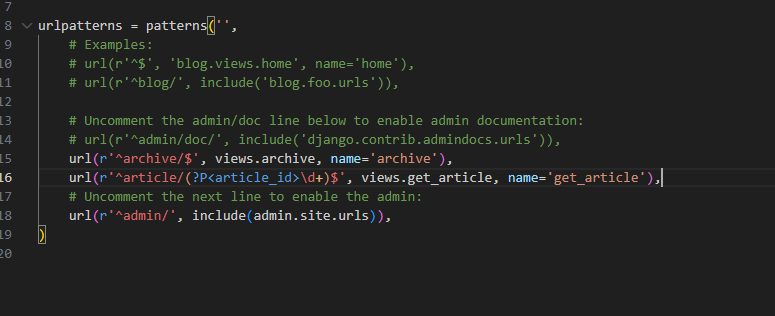 7
8 urlpatterns = patterns('',
9 # Examples:
10 # url(r'^$', 'blog.views.home', name='home'),
11 # url(r'^blog/', include('blog.foo.urls')),
12
13 # Uncomment the admin/doc line below to enable admin documentation:
14 # url(r'^admin/doc/', include('django.contrib.admindocs.urls')),
15 url(r'^archive/$', views.archive, name='archive'),
16 url(r'^article/(?P<article_id>\d+)$', views.get_article, name='get_article'),
17 # Uncomment the next line to enable the admin:
18 url(r'^admin/', include(admin.site.urls)),
19 )
20